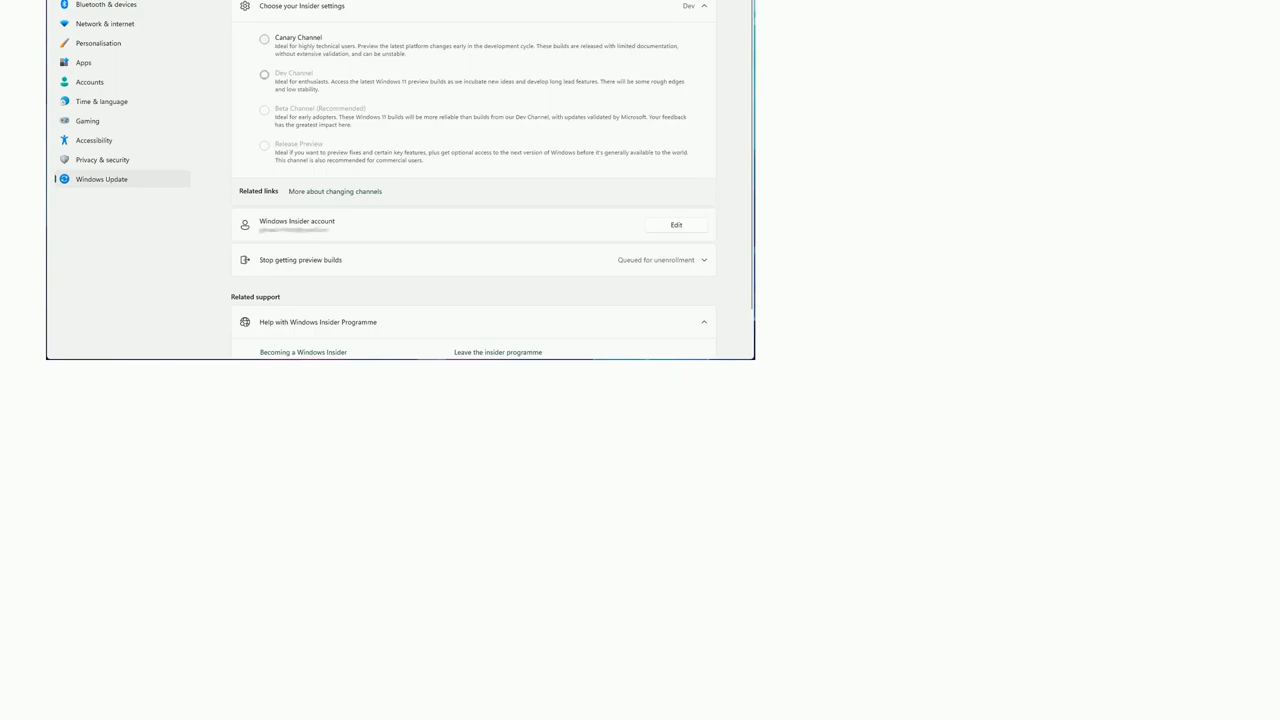 Bluetooth & devices
Network & internet
Personalisation
Apps
Accounts
Time & language
Gaming
Accessibility
Privacy & security
Windows Update
Choose your Insider settings
Dev
Canary Channel
Ideal for highly technical users. Preview the latest platform changes early in the development cycle. These builds are released with limited documentation,
without extensive validation, and can be unstable.
Dev Channel
Ideal for enthusiasts. Access the latest Windows 11 preview builds as we incubate new ideas and develop long lead features. There will be some rough edges
and low stability.
Beta Channel (Recommended)
Ideal for early adopters. These Windows 11 builds will be more reliable than builds from our Dev Channel, with updates validated by Microsoft. Your feedback
has the greatest impact here.
Release Preview
Ideal if you want to preview fixes and certain key features, plus get optional access to the next version of Windows before it's generally available to the world.
This channel is also recommended for commercial users.
Related links More about changing channels
Windows Insider account
Edit
Stop getting preview builds
Queued for unenrollment
Related support
Help with Windows Insider Programme
Becoming a Windows Insider
Leave the insider programme